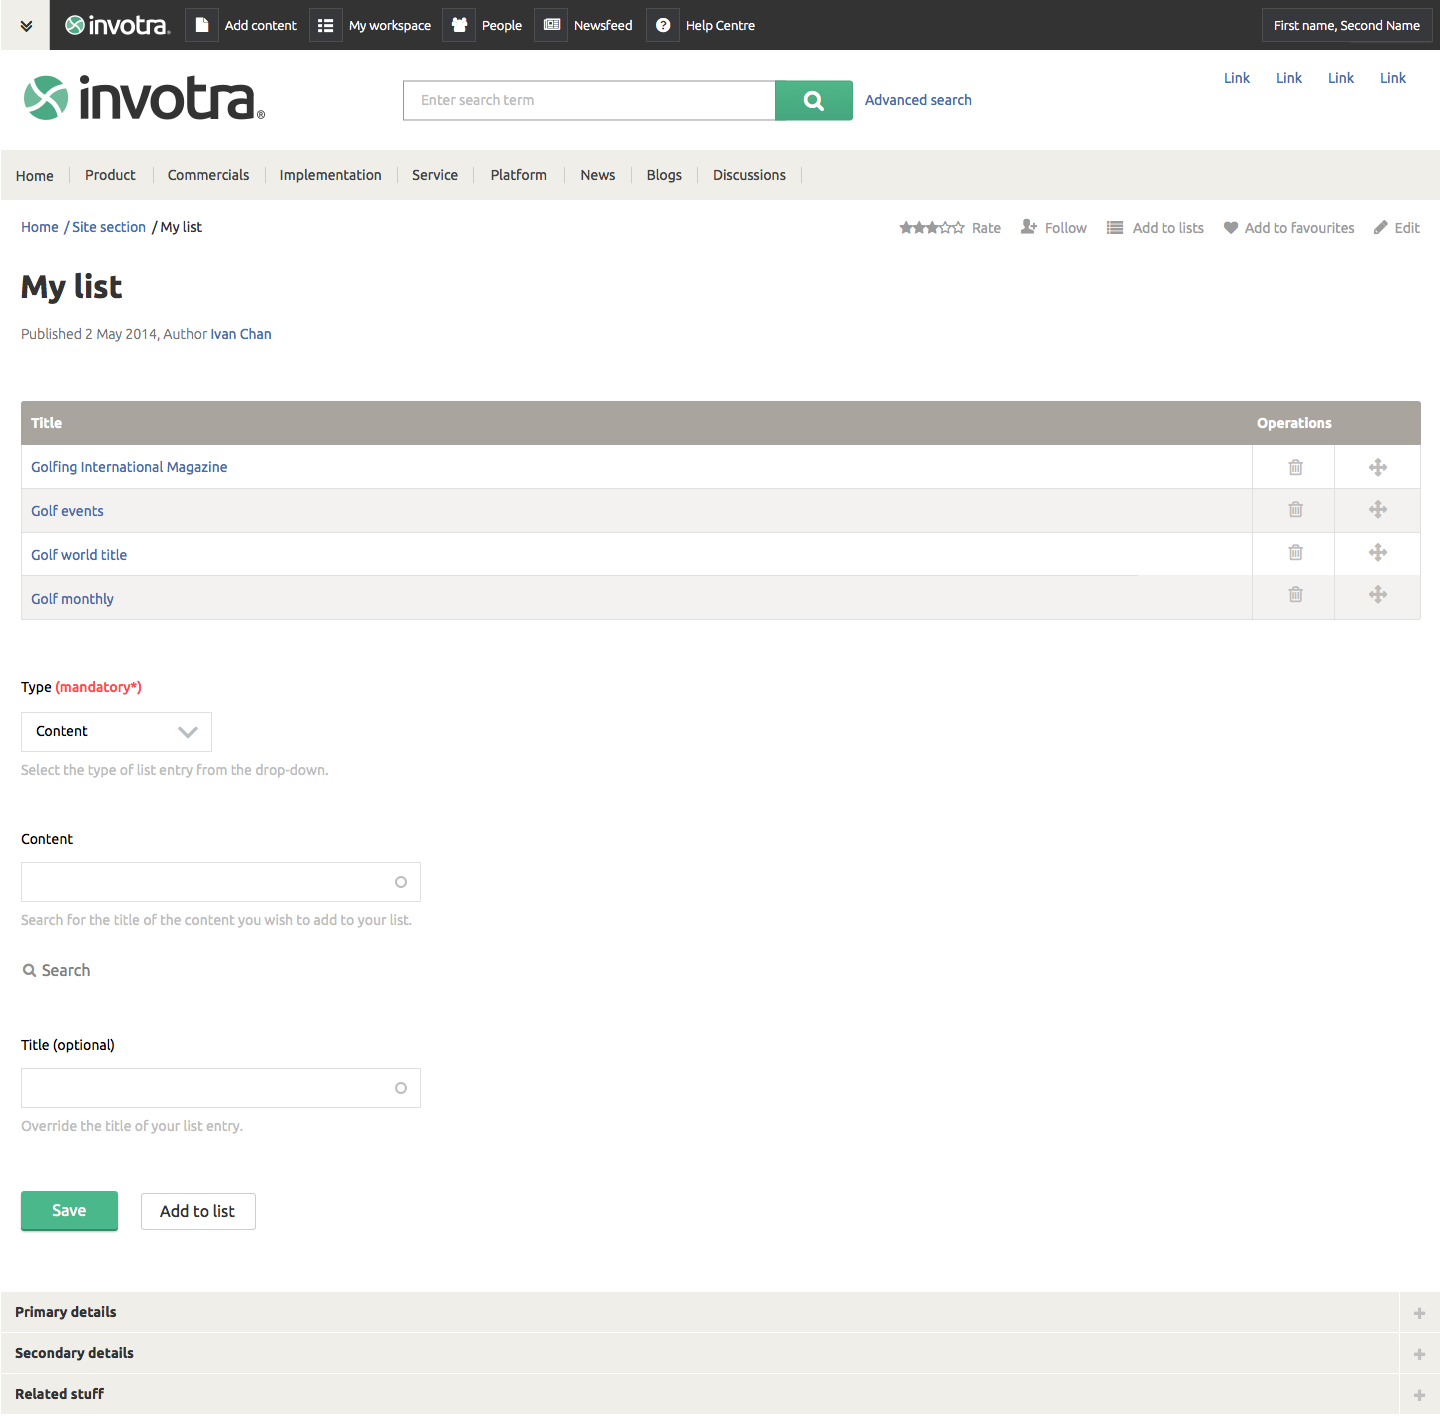 invotra® Add content My workspace People Newsfeed Help Centre First name, Second Name
invotra® Enter search term Advanced search Link Link Link Link
Home Product Commercials Implementation Service Platform News Blogs Discussions
Home / Site section / My list Rate Follow Add to lists Add to favourites Edit
My list
Published 2 May 2014, Author Ivan Chan
Title Operations
Golfing International Magazine
Golf events
Golf world title
Golf monthly
Type (mandatory*)
Content
Select the type of list entry from the drop-down.
Content
Search for the title of the content you wish to add to your list.
Search
Title (optional)
Override the title of your list entry.
Save Add to list
Primary details
Secondary details
Related stuff